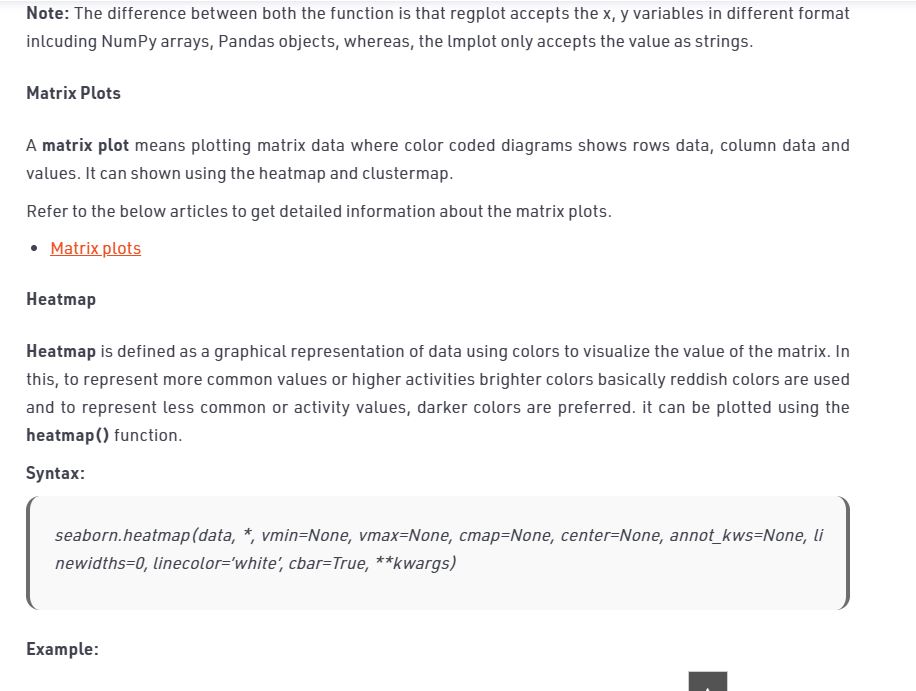 Note: The difference between both the function is that regplot accepts the x, y variables in different format
inlcuding NumPy arrays, Pandas objects, whereas, the lmplot only accepts the value as strings.
Matrix Plots
A matrix plot means plotting matrix data where color coded diagrams shows rows data, column data and
values. It can shown using the heatmap and clustermap.
Refer to the below articles to get detailed information about the matrix plots.
• Matrix plots
Heatmap
Heatmap is defined as a graphical representation of data using colors to visualize the value of the matrix. In
this, to represent more common values or higher activities brighter colors basically reddish colors are used
and to represent less common or activity values, darker colors are preferred. it can be plotted using the
heatmap() function.
Syntax:
seaborn.heatmap(data, *, vmin=None, vmax=None, cmap=None, center=None, annot_kws=None, li
newidths=0, linecolor=’white’, cbar=True, **kwargs)
Example: